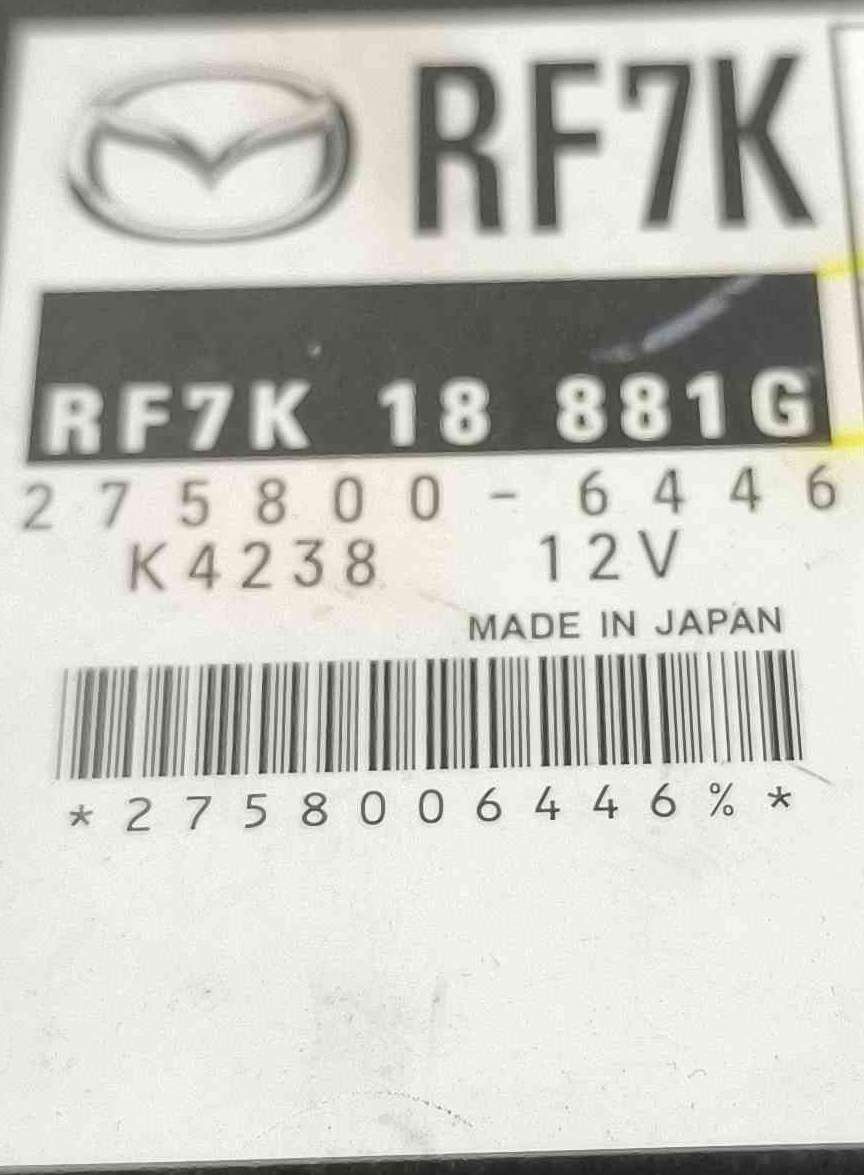 RF7K
RF7K 18 881G
275800-6446
K4238 12V
MADE IN JAPAN
*2758006446%*